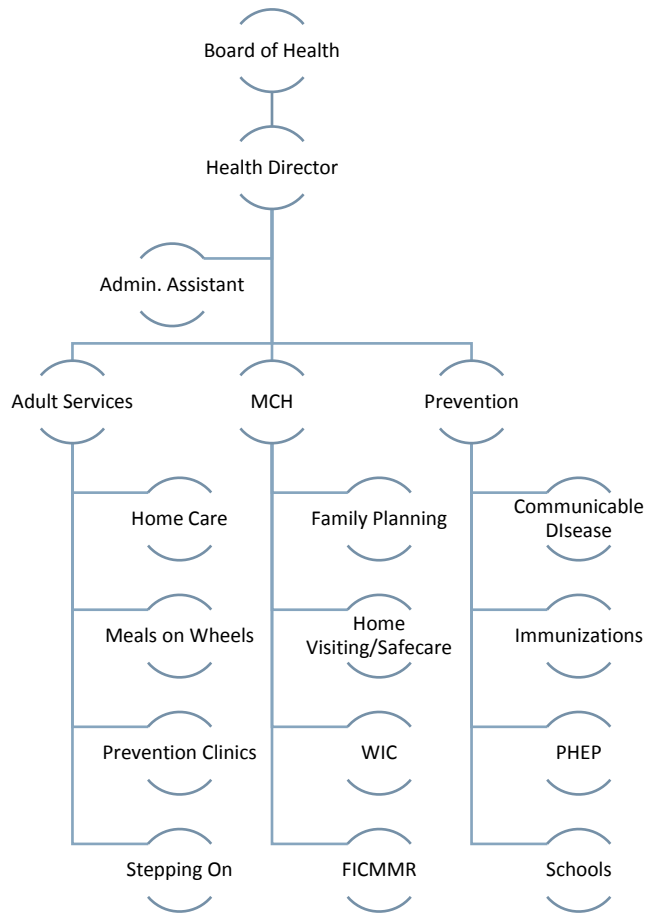 Board of Health
Health Director
Admin. Assistant
Adult Services
MCH
Prevention
Home Care
Family Planning
Communicable
DIsease
Meals on Wheels
Home
Visiting/Safecare
Immunizations
Prevention Clinics
WIC
PHEP
Stepping On
FICMMR
Schools